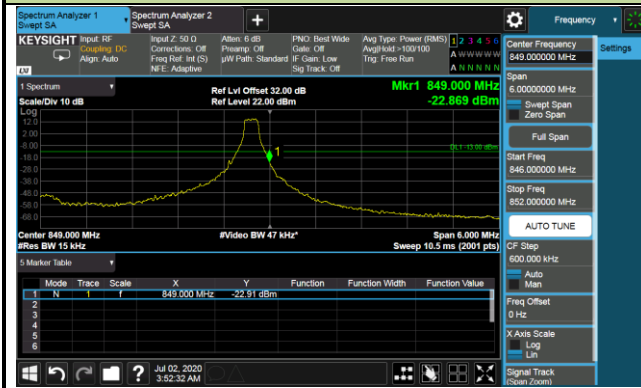 Spectrum Analyzer 1
Swept SA
Spectrum Analyzer 2
Swept SA
+
Frequency
KEYSIGHT
Input: RF
Coupling: DC
Align: Auto
Input Z: 50 Ω
Corrections: Off
Freq Ref: Int (S)
NFE: Adaptive
Atten: 6 dB
Preamp: Off
µW Path: Standard
PNO: Best Wide
Gate: Off
IF Gain: Low
Sig Track: Off
Avg Type: Power (RMS)
Avg|Hold:>100/100
Trig: Free Run
1 2 3 4 5 6
A W W W W W
A N N N N N
LXI
1 Spectrum
Scale/Div 10 dB
Ref Lvl Offset 32.00 dB
Ref Level 22.00 dBm
Mkr1 849.000 MHz
-22.869 dBm
Log
12.0
2.00
-8.00
-18.0
-28.0
-38.0
-48.0
-58.0
-68.0
DL1 -13.00 dBm
1
Center 849.000 MHz
#Res BW 15 kHz
#Video BW 47 kHz*
Span 6.000 MHz
Sweep 10.5 ms (2001 pts)
5 Marker Table
Mode Trace Scale X Y Function Function Width Function Value
1 N 1 f 849.000 MHz -22.91 dBm
2
3
4
5
6
Jul 02, 2020
3:52:32 AM
Center Frequency
849.000000 MHz
Settings
Span
6.00000000 MHz
Swept Span
Zero Span
Full Span
Start Freq
846.000000 MHz
Stop Freq
852.000000 MHz
AUTO TUNE
CF Step
600.000 kHz
Auto
Man
Freq Offset
0 Hz
X Axis Scale
Log
Lin
Signal Track
(Span Zoom)